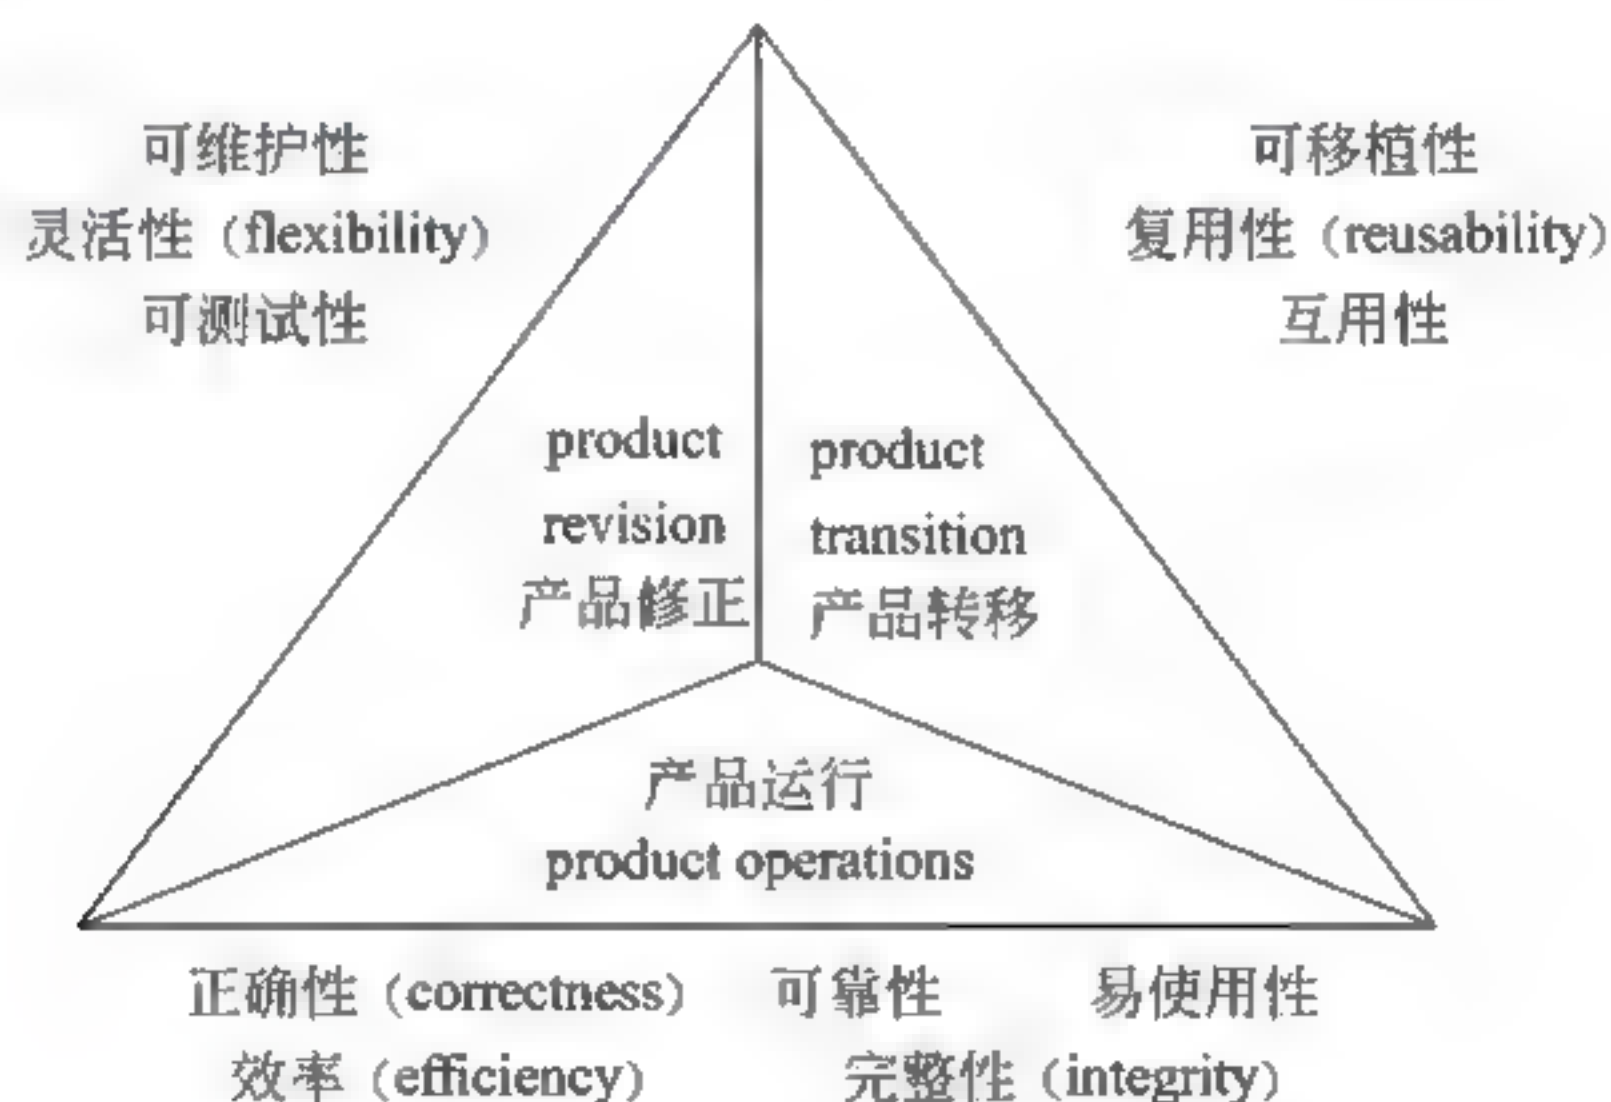 可维护性
灵活性（flexibility）
可测试性
可移植性
复用性（reusability）
互用性
product
revision
产品修正
product
transition
产品转移
产品运行
product operations
正确性（correctness） 可靠性 易使用性
效率（efficiency） 完整性（integrity）